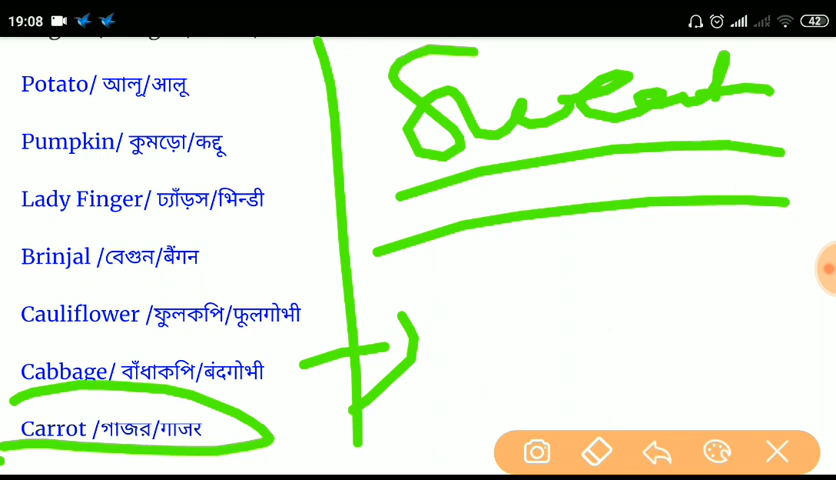 19:08
42
Sweet
Potato/ আলু/आलू
Pumpkin/ কুমড়ো/कद्दू
Lady Finger/ ঢ্যাঁড়স/भिन्डी
Brinjal /বেগুন/बैंगन
Cauliflower /ফুলকপি/फूलगोभी
Cabbage/ বাঁধাকপি/बंदगोभी
Carrot /গাজর/गाजर